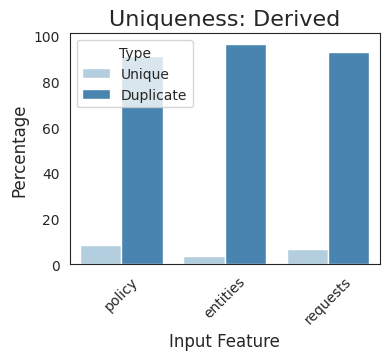 Uniqueness: Derived
100
80
60
40
20
0
Percentage
Type
Unique
Duplicate
policy
entities
requests
Input Feature